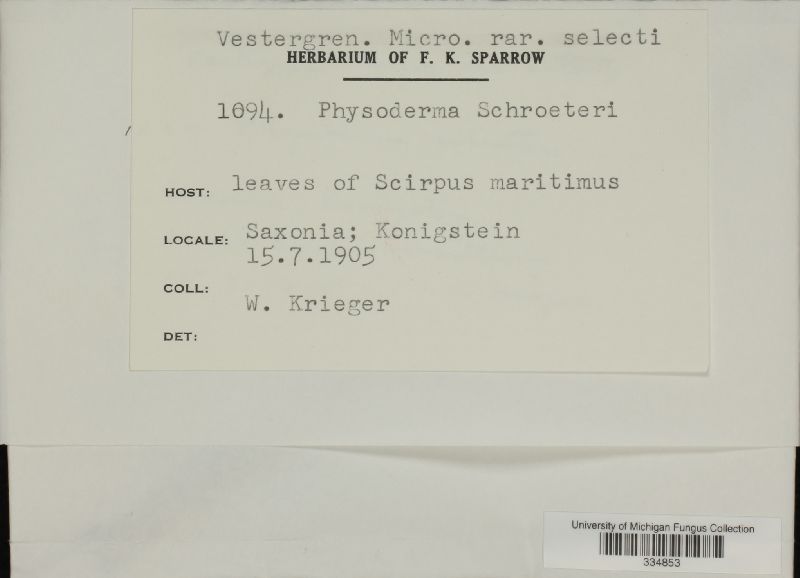 Vestergren. Micro. rar. selecti
HERBARIUM OF F. K. SPARROW
1094. Physoderma Schroeteri
HOST: leaves of Scirpus maritimus
LOCALE: Saxonia; Konigstein
15.7.1905
COLL: W. Krieger
DET:
University of Michigan Fungus Collection
334853